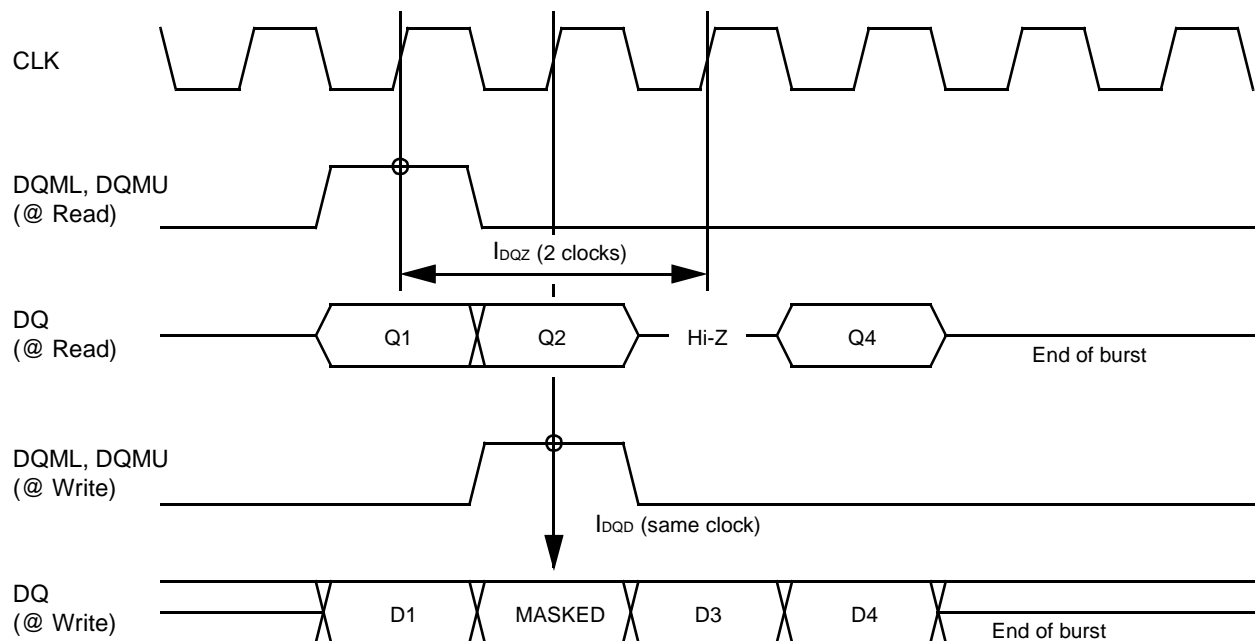 CLK
DQML, DQMU
(@ Read)
IDQZ (2 clocks)
DQ
(@ Read)
Q1
Q2
Hi-Z
Q4
End of burst
DQML, DQMU
(@ Write)
IDQD (same clock)
DQ
(@ Write)
D1
MASKED
D3
D4
End of burst